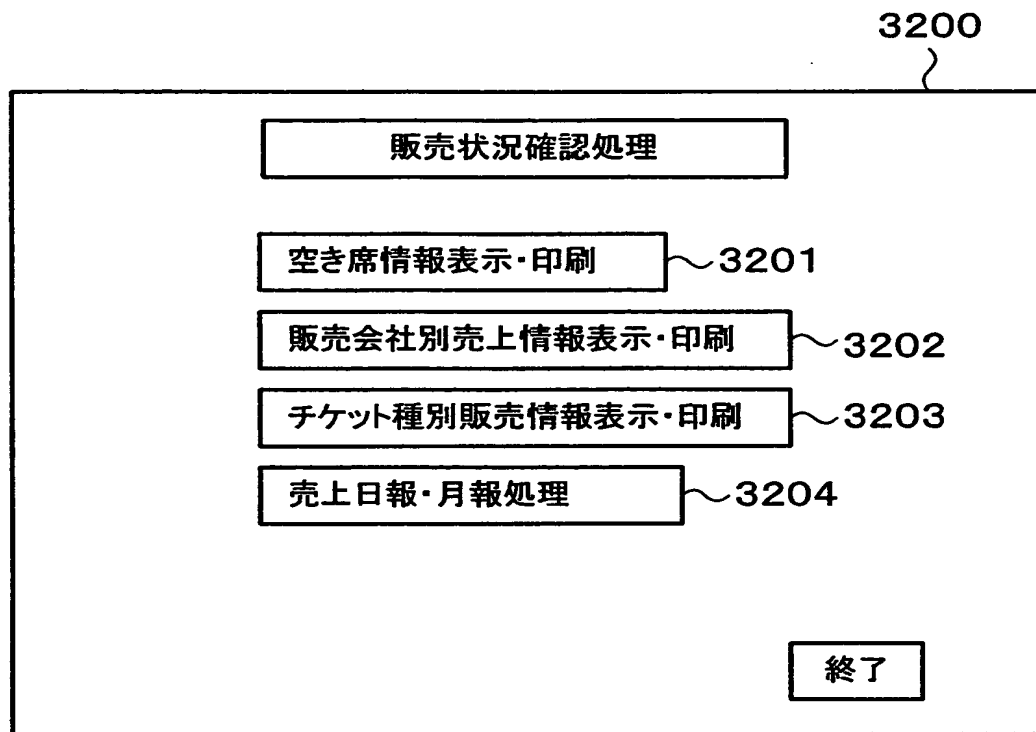 3200
販売状況確認処理
空き席情報表示・印刷 3201
販売会社別売上情報表示・印刷 3202
チケット種別販売情報表示・印刷 3203
売上日報・月報処理 3204
終了